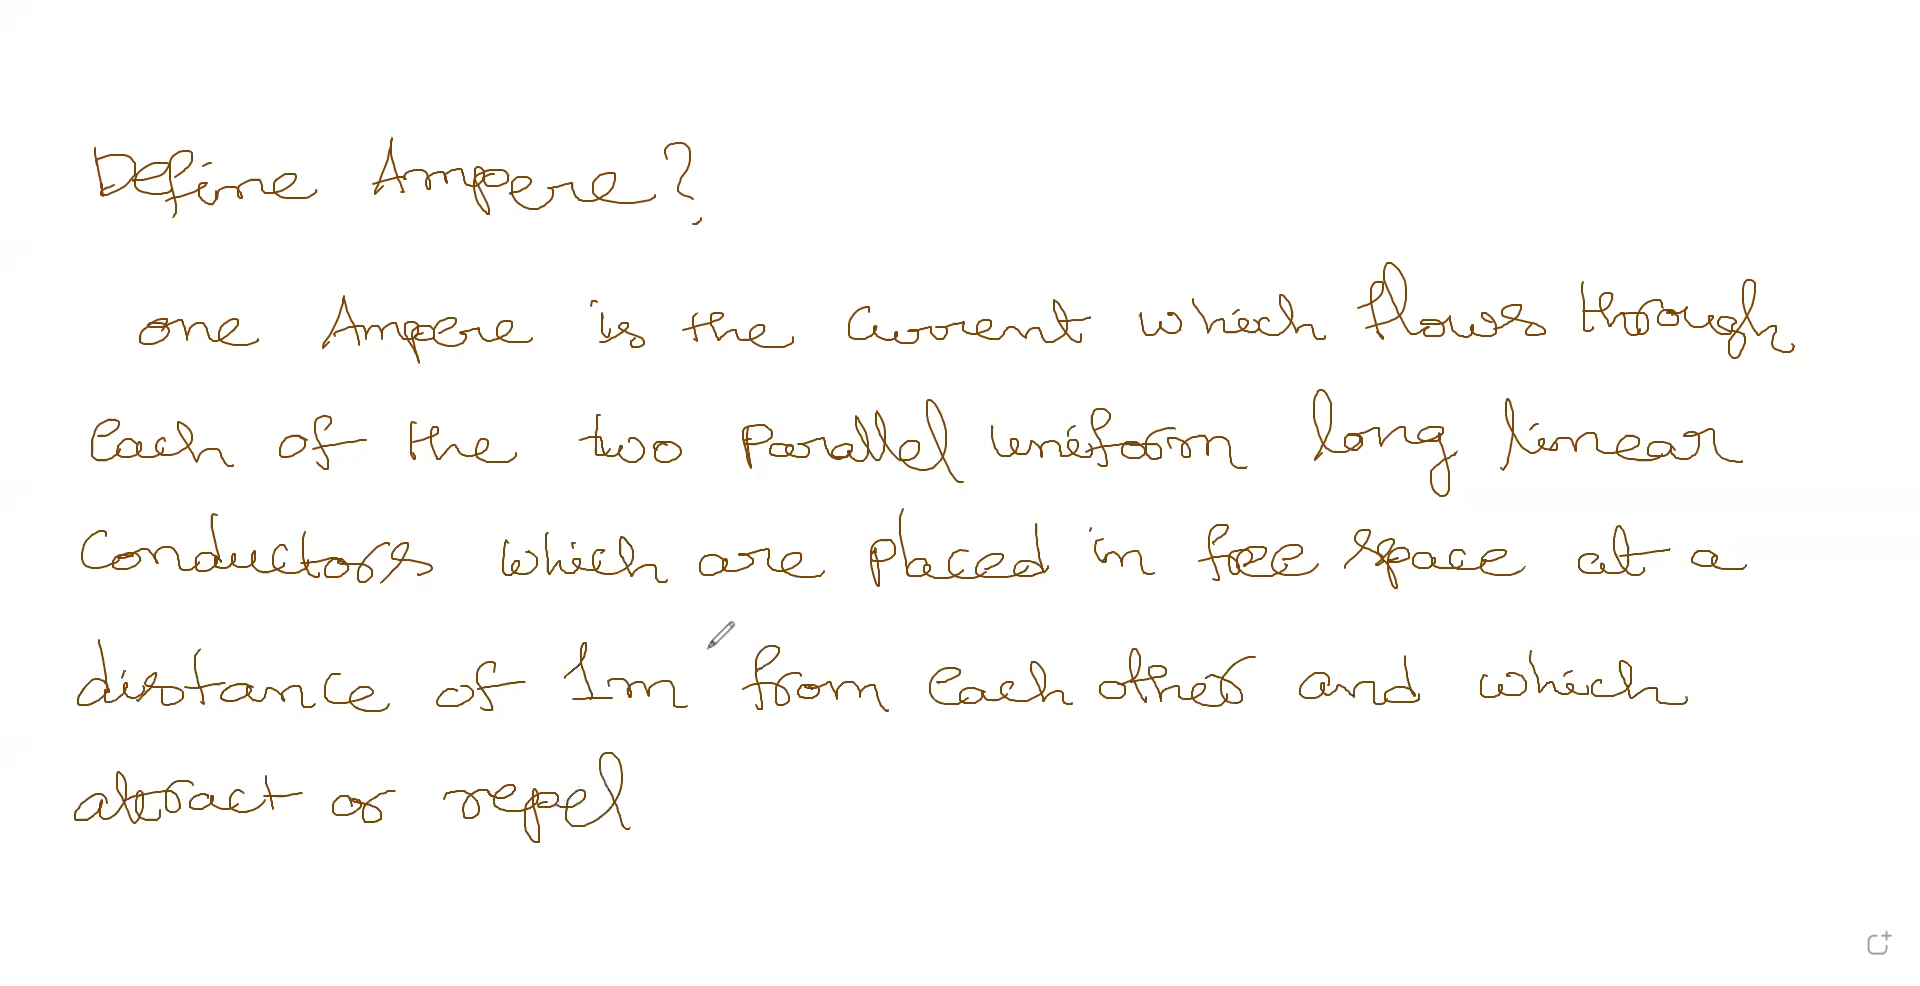 Define Ampere?
one Ampere is the current which flows through
each of the two parallel uniform long linear
conductors which are placed in free space at a
distance of 1m from each other and which
attract or repel